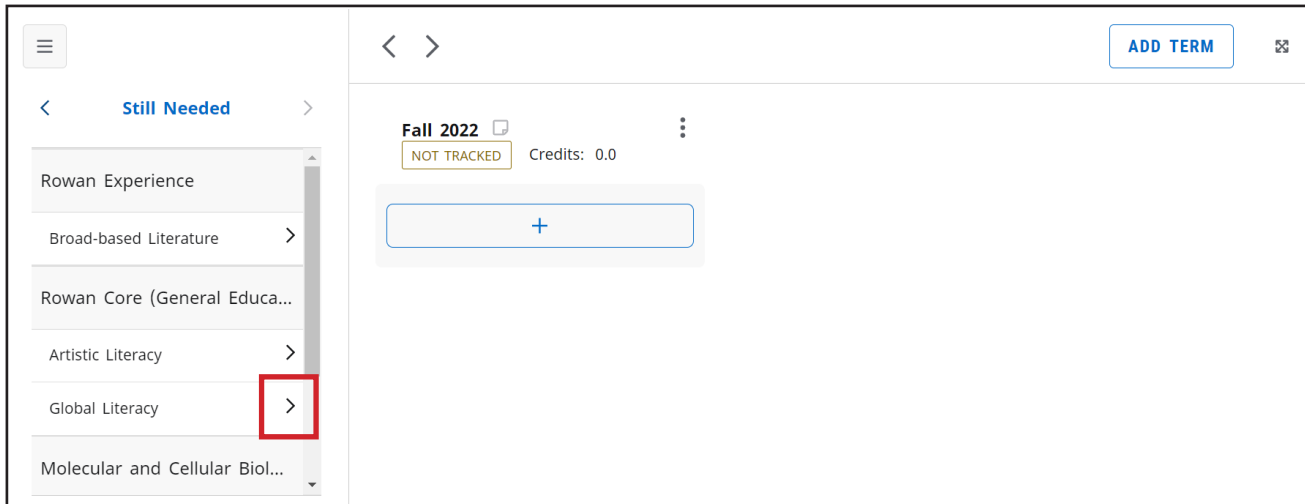 ADD TERM
Still Needed
Rowan Experience
Broad-based Literature
Rowan Core (General Educa...
Artistic Literacy
Global Literacy
Molecular and Cellular Biol...
Fall 2022
NOT TRACKED Credits: 0.0
+